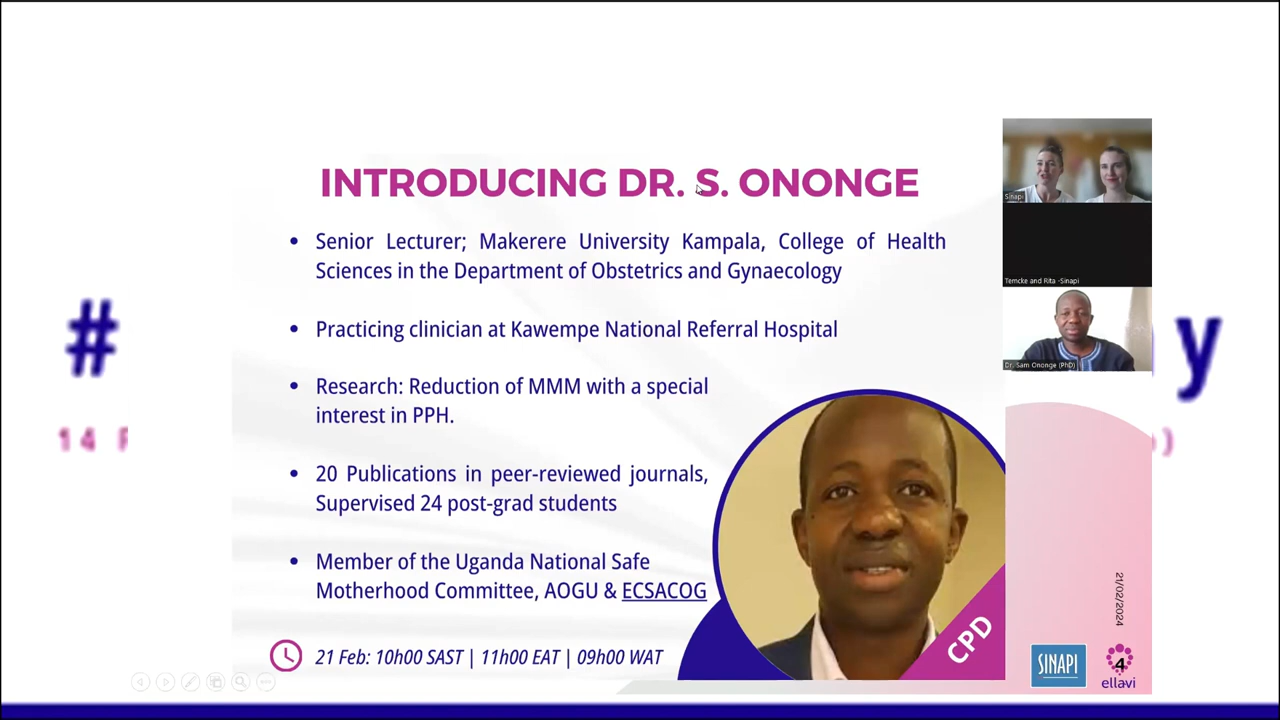 INTRODUCING DR. S. ONONGE
• Senior Lecturer; Makerere University Kampala, College of Health
Sciences in the Department of Obstetrics and Gynaecology
• Practicing clinician at Kawempe National Referral Hospital
• Research: Reduction of MMM with a special
interest in PPH.
• 20 Publications in peer-reviewed journals,
Supervised 24 post-grad students
• Member of the Uganda National Safe
Motherhood Committee, AOGU & ECSACOG
21 Feb: 10h00 SAST | 11h00 EAT | 09h00 WAT
CPD
Sinapi
Temcke and Rita -Sinapi
Dr. Sam Ononge (PhD)
#
y
14 F
)
21/02/2024
SINAPI
4
ellavi